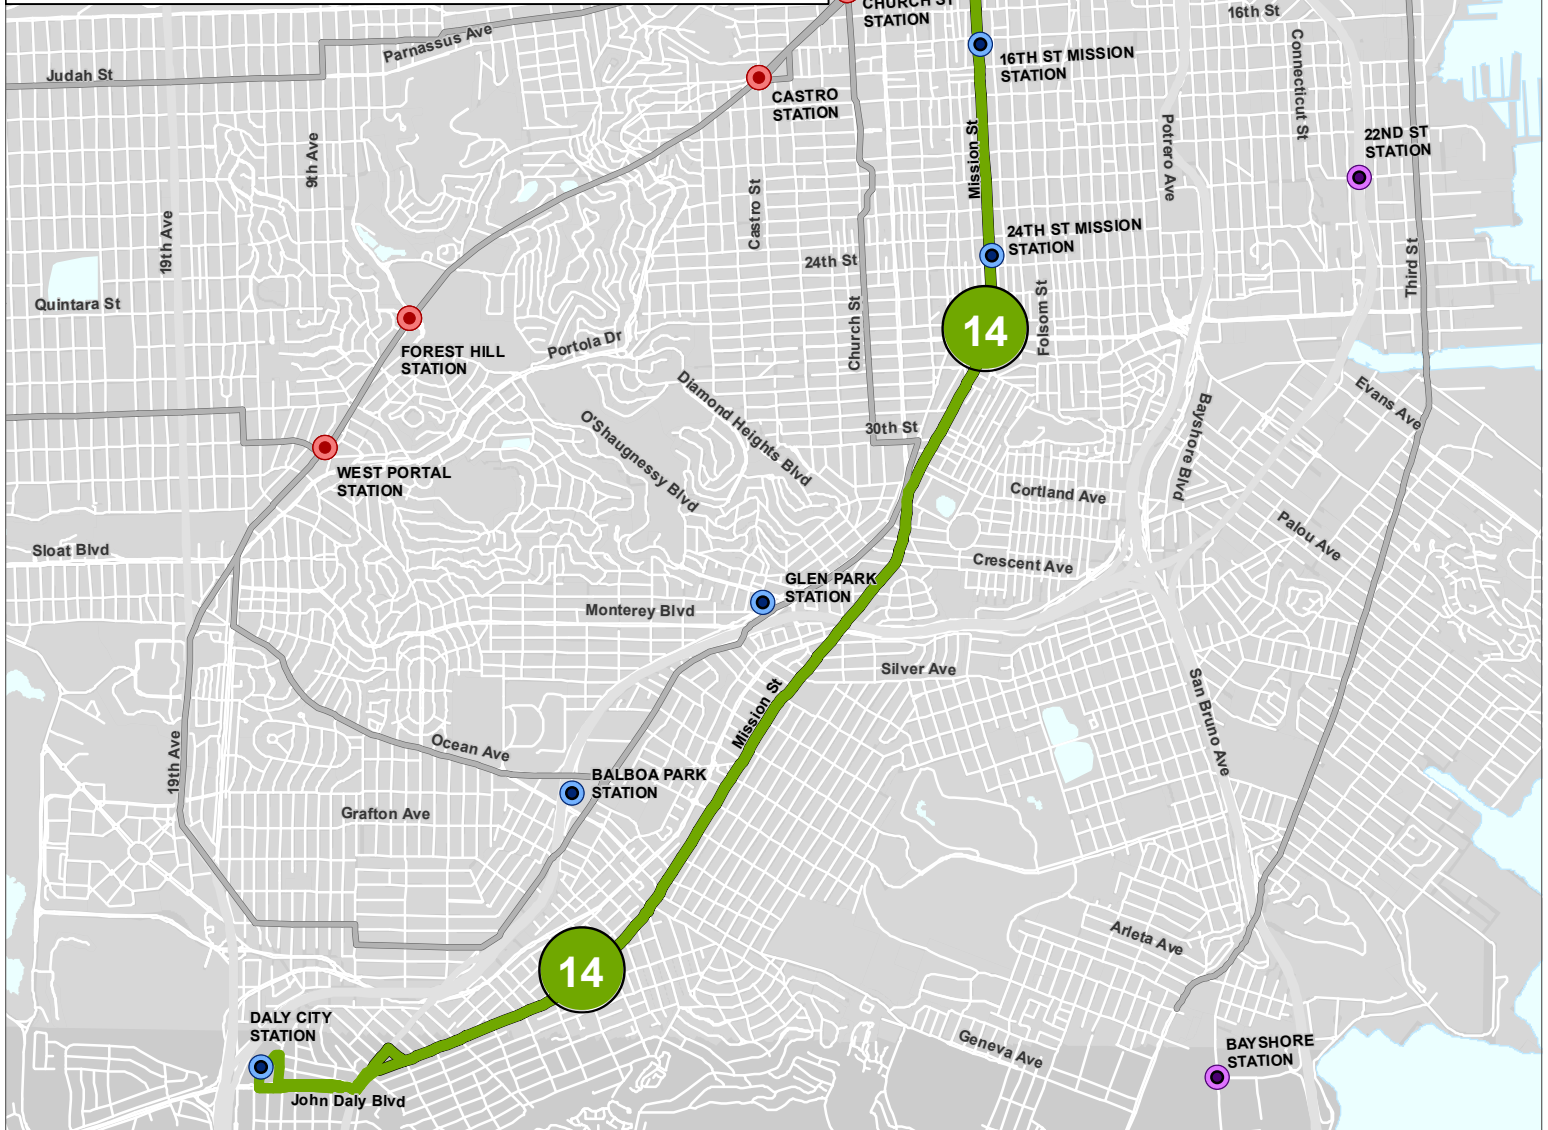 CHURCH ST
STATION
16th St
Parnassus Ave
Judah St
16TH ST MISSION
STATION
Connecticut St
CASTRO
STATION
9th Ave
Mission St
Potrero Ave
22ND ST
STATION
Castro St
19th Ave
24TH ST MISSION
STATION
24th St
Third St
Quintara St
14
Folsom St
Church St
FOREST HILL
STATION
Portola Dr
Diamond Heights Blvd
Evans Ave
O'Shaugnessy Blvd
30th St
Bayshore Blvd
WEST PORTAL
STATION
Cortland Ave
Palou Ave
Sloat Blvd
Crescent Ave
GLEN PARK
STATION
Monterey Blvd
Silver Ave
Mission St
San Bruno Ave
Ocean Ave
19th Ave
BALBOA PARK
STATION
Grafton Ave
Arleta Ave
14
DALY CITY
STATION
Geneva Ave
BAYSHORE
STATION
John Daly Blvd